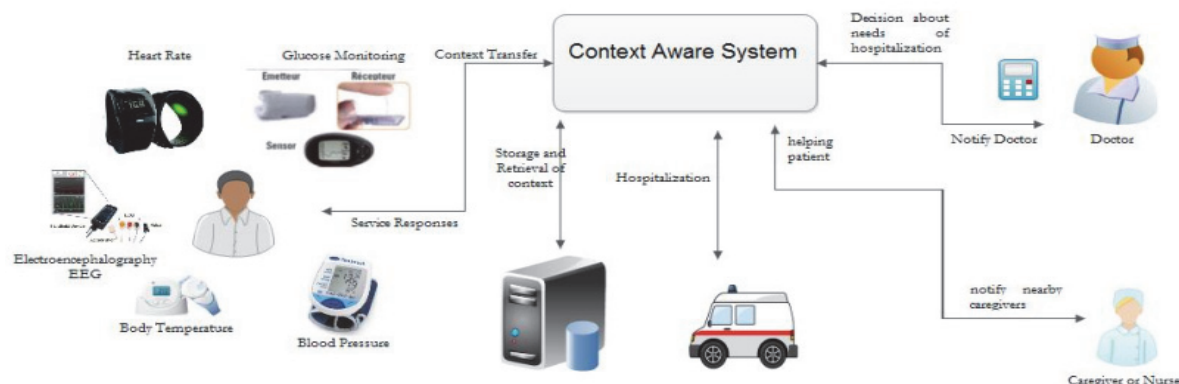 Heart Rate
Glucose Monitoring
Emetteur
Récepteur
Sensor
Context Transfer
Context Aware System
Decision about
needs of
hospitalization
Notify Doctor
Doctor
Storage and
Retrieval of
context
Hospitalization
helping
patient
Service Responses
Electroencephalography
EEG
Body Temperature
Blood Pressure
notify nearby
caregivers
Caregiver or Nurse